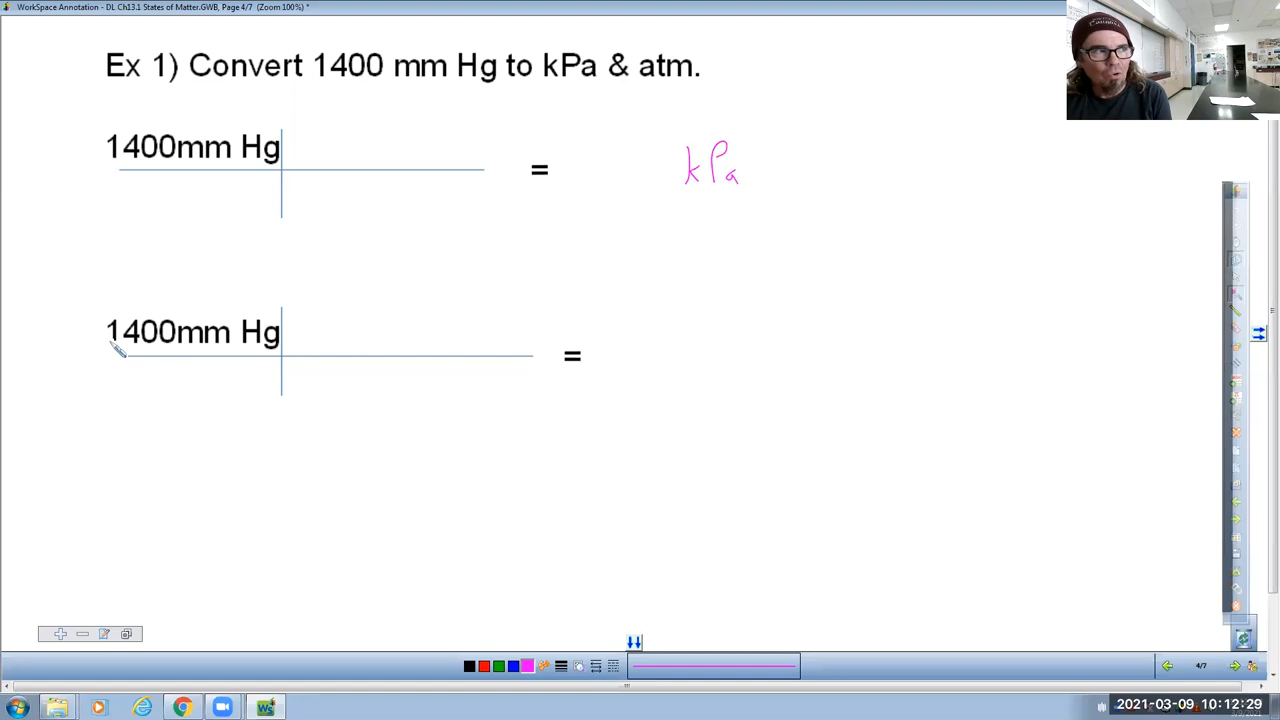 WorkSpace Annotation - DL Ch13.1 States of Matter.GWB, Page 4/7 (Zoom 100%) *
Ex 1) Convert 1400 mm Hg to kPa & atm.
1400mm Hg
= kPa
1400mm Hg
=
4/7
2021-03-09 10:12:29